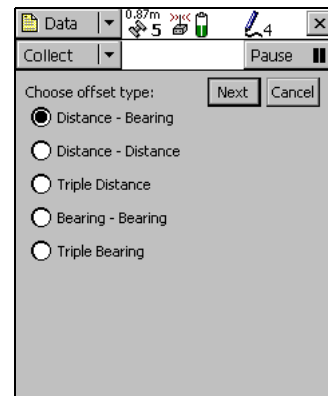 Data 0.87m 5 4
Collect Pause
Choose offset type: Next Cancel
Distance - Bearing
Distance - Distance
Triple Distance
Bearing - Bearing
Triple Bearing